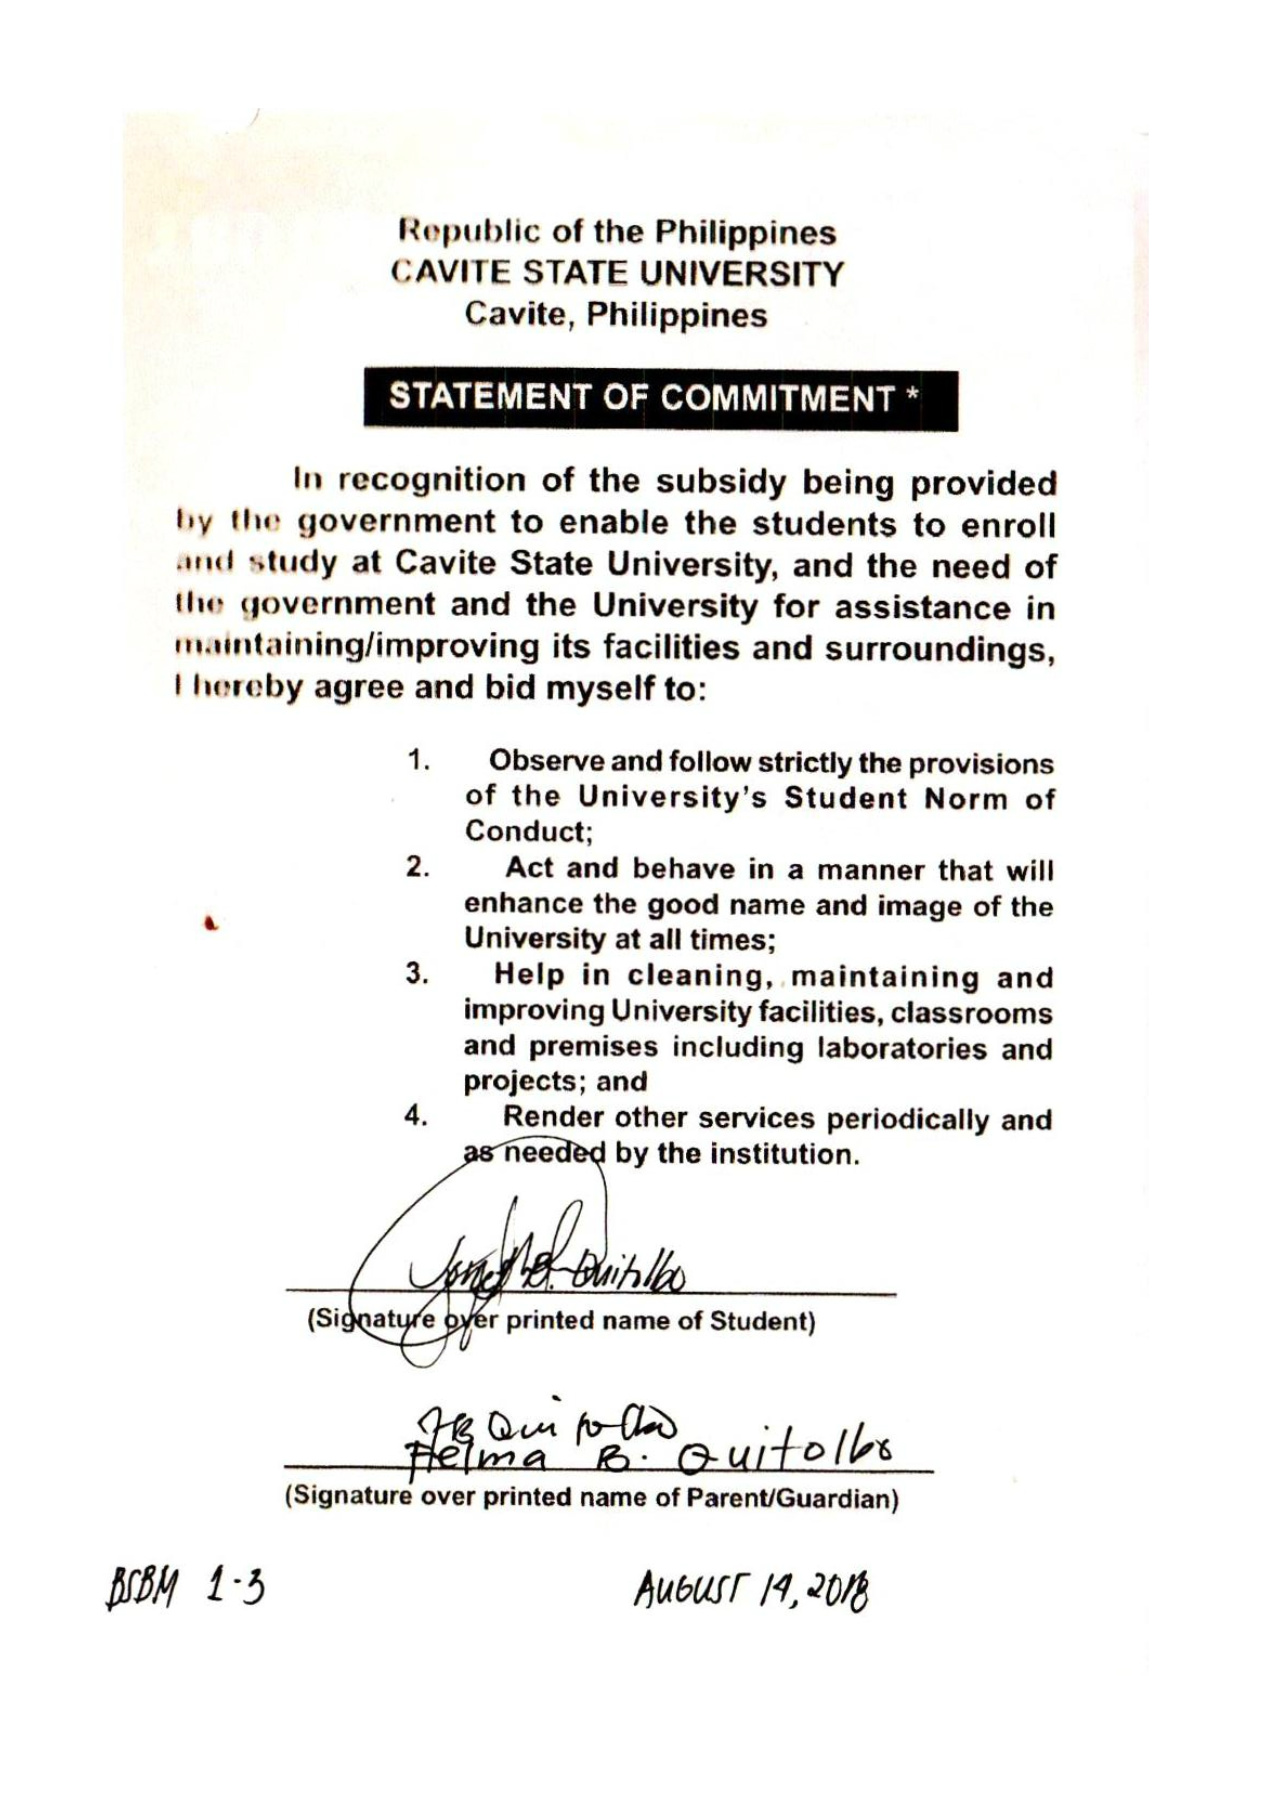 Republic of the Philippines
CAVITE STATE UNIVERSITY
Cavite, Philippines
STATEMENT OF COMMITMENT *
In recognition of the subsidy being provided
by the government to enable the students to enroll
and study at Cavite State University, and the need of
the government and the University for assistance in
maintaining/improving its facilities and surroundings,
I hereby agree and bid myself to:
1. Observe and follow strictly the provisions
of the University's Student Norm of
Conduct;
2. Act and behave in a manner that will
enhance the good name and image of the
University at all times;
3. Help in cleaning, maintaining and
improving University facilities, classrooms
and premises including laboratories and
projects; and
4. Render other services periodically and
as needed by the institution.
Quitolbo
(Signature over printed name of Student)
B. Quitolbo
(Signature over printed name of Parent/Guardian)
BSBM 1-3
AUGUST 14, 2018